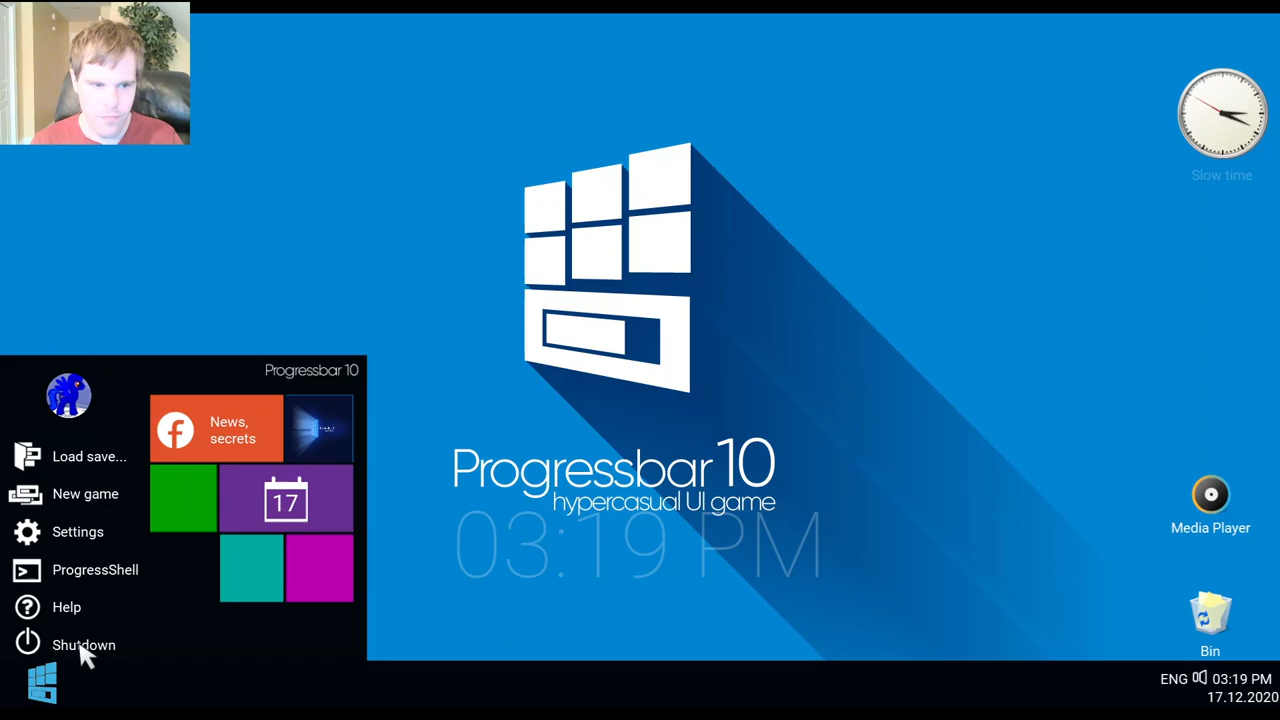 Slow time
Progressbar 10
News,
secrets
Load save...
New game
17
Settings
ProgressShell
Help
Shutdown
Progressbar 10
hypercasual UI game
03:19 PM
Media Player
Bin
ENG 03:19 PM
17.12.2020